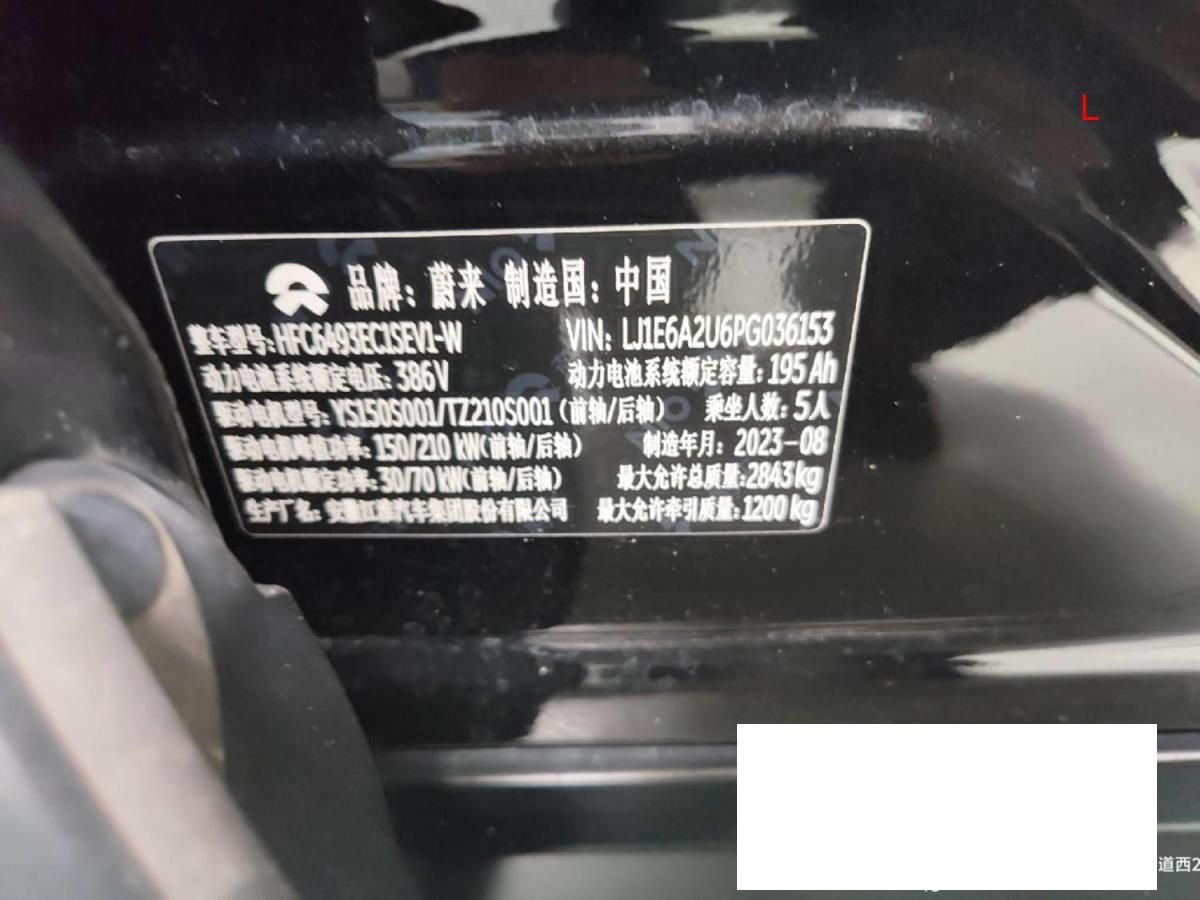 L
品牌：蔚来 制造国：中国
整车型号：HFC6493EC1SEV1-W VIN：LJ1E6A2U6PG036153
动力电池系统额定电压：386V 动力电池系统额定容量：195 Ah
驱动电机型号：YS150S001/TZ210S001（前轴/后轴） 乘坐人数：5人
驱动电机峰值功率：150/210 kW（前轴/后轴） 制造年月：2023-08
驱动电机额定功率：30/70 kW（前轴/后轴） 最大允许总质量：2843 kg
生产厂名：安徽江淮汽车集团股份有限公司 最大允许牵引质量：1200 kg
道西2